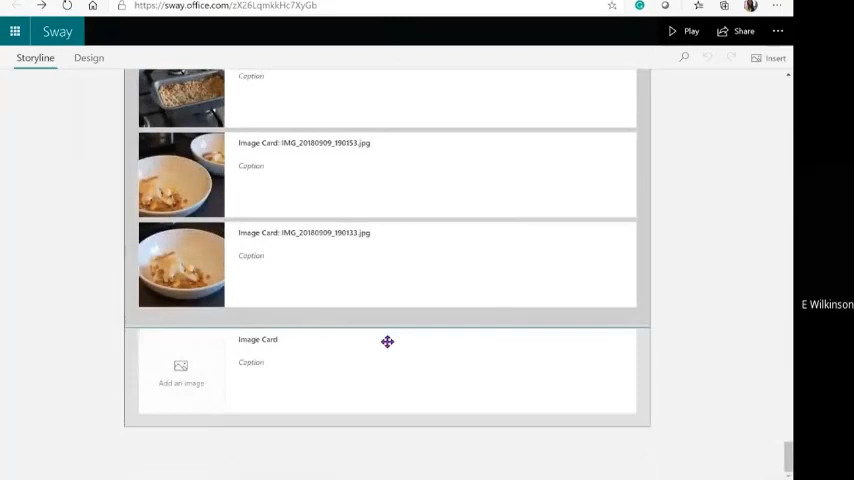 https://sway.office.com/zX26LqmkkHc7XyGb
Sway
Play
Share
Storyline
Design
Insert
Caption
Image Card: IMG_20180909_190153.jpg
Caption
Image Card: IMG_20180909_190133.jpg
Caption
E Wilkinson
Image Card
Caption
Add an image